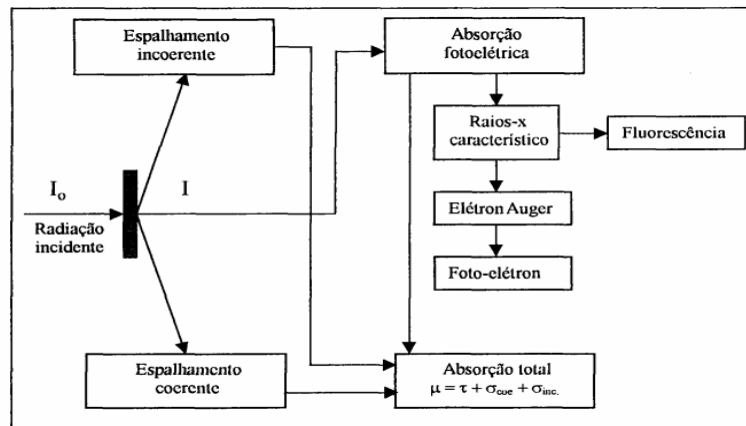 Espalhamento
incoerente
Absorção
fotoelétrica
Raios-x
característico
Fluorescência
I₀
I
Radiação
incidente
Elétron Auger
Foto-elétron
Espalhamento
coerente
Absorção total
μ = τ + σcoe + σinc.